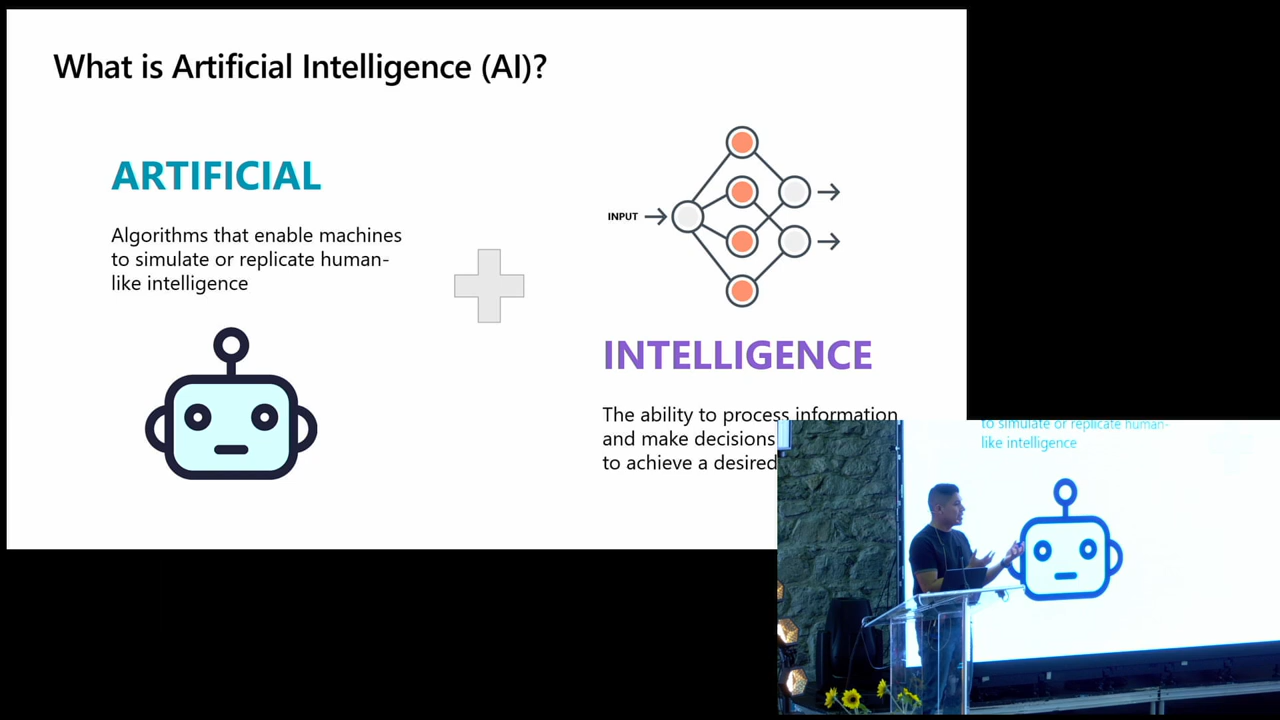 What is Artificial Intelligence (AI)?
ARTIFICIAL
Algorithms that enable machines
to simulate or replicate human-
like intelligence
INPUT
INTELLIGENCE
The ability to process information
and make decisions
to achieve a desired
to simulate or replicate human-
like intelligence